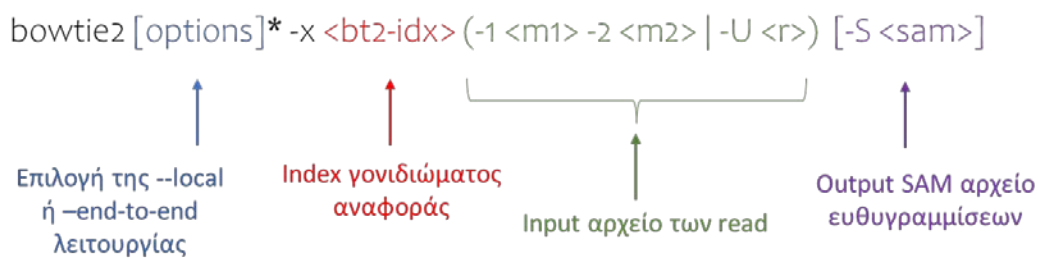 bowtie2 [options]* -x <bt2-idx> (-1 <m1> -2 <m2> | -U <r>) [-S <sam>]
Επιλογή της --local
ή –end-to-end
λειτουργίας
Index γονιδιώματος
αναφοράς
Input αρχείο των read
Output SAM αρχείο
ευθυγραμμίσεων